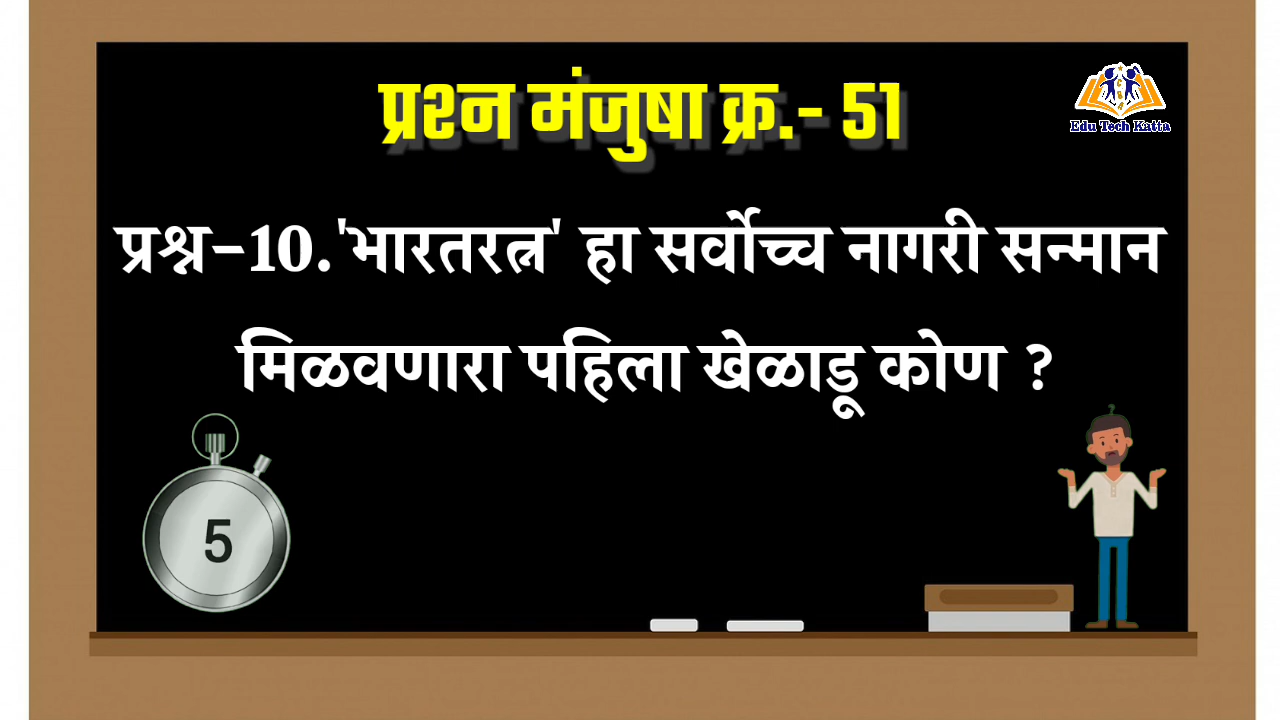 प्रश्न मंजुषा क्र.- 51
Edu Tech Katta
प्रश्न–10. 'भारतरत्न' हा सर्वोच्च नागरी सन्मान
मिळवणारा पहिला खेळाडू कोण ?
?
5